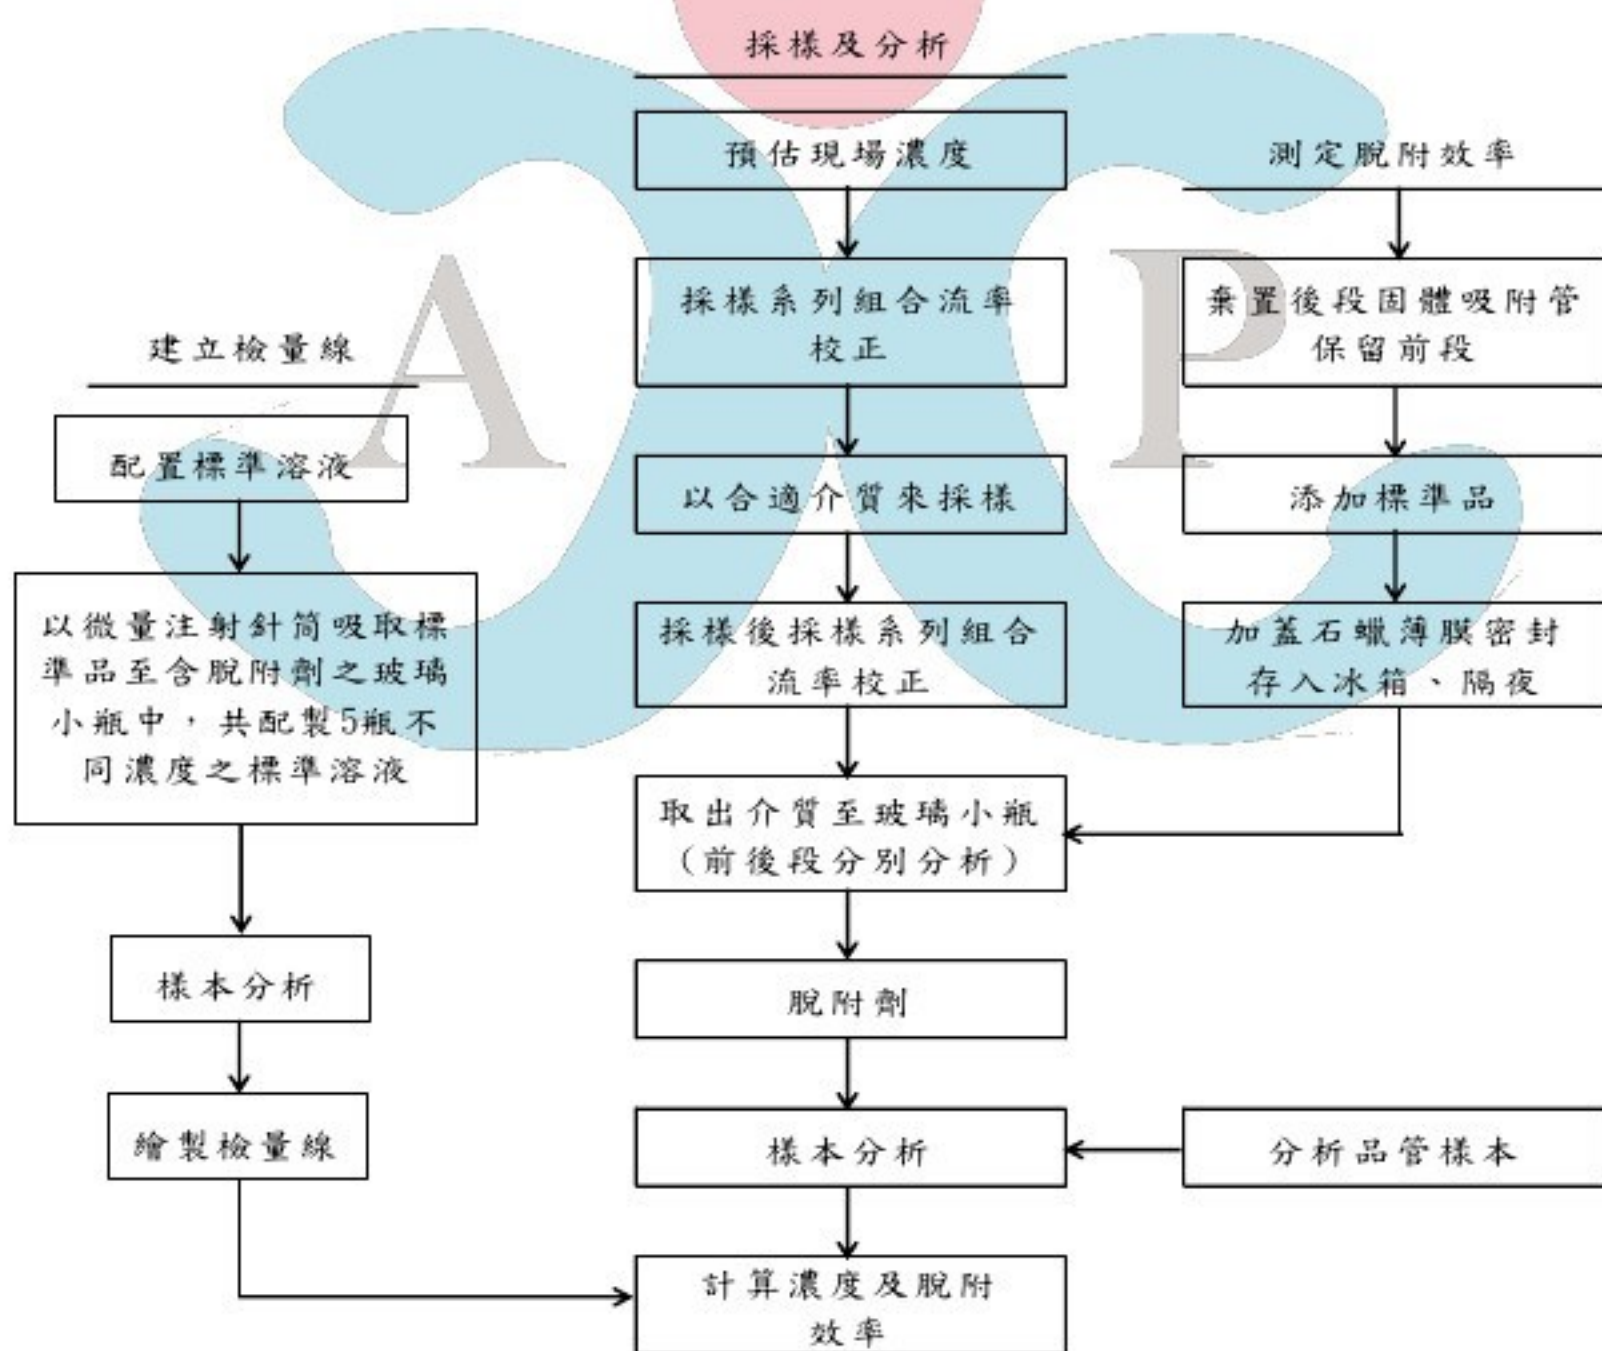 採樣及分析
預估現場濃度
採樣系列組合流率
校正
以合適介質來採樣
採樣後採樣系列組合
流率校正
取出介質至玻璃小瓶
(前後段分別分析)
脫附劑
樣本分析
計算濃度及脫附
效率
建立檢量線
配置標準溶液
以微量注射針筒吸取標
準品至含脫附劑之玻璃
小瓶中,共配製5瓶不
同濃度之標準溶液
樣本分析
繪製檢量線
測定脫附效率
棄置後段固體吸附管
保留前段
添加標準品
加蓋石蠟薄膜密封
存入冰箱、隔夜
分析品管樣本
A
P